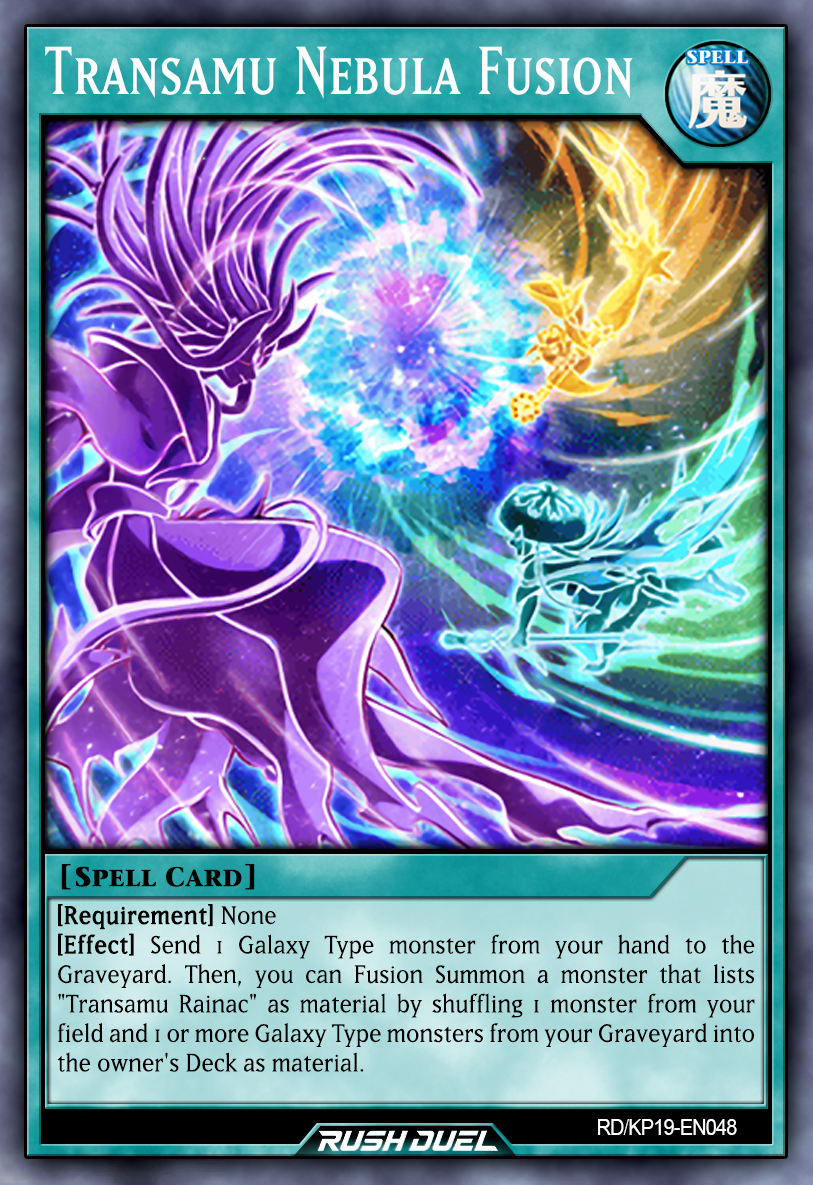 Transamu Nebula Fusion
SPELL
魔
[Spell Card]
[Requirement] None
[Effect] Send 1 Galaxy Type monster from your hand to the
Graveyard. Then, you can Fusion Summon a monster that lists
"Transamu Rainac" as material by shuffling 1 monster from your
field and 1 or more Galaxy Type monsters from your Graveyard into
the owner's Deck as material.
RD/KP19-EN048
RUSH DUEL